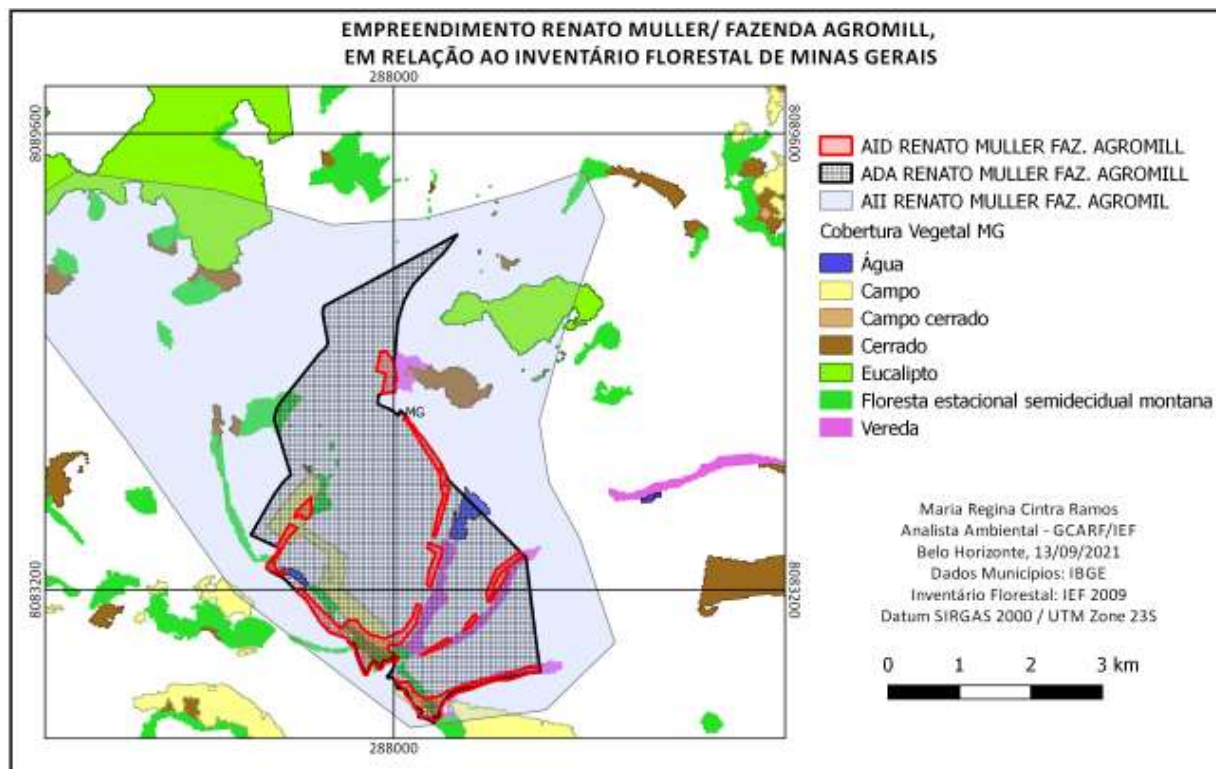 EMPREENDIMENTO RENATO MULLER/ FAZENDA AGROMILL,
EM RELAÇÃO AO INVENTÁRIO FLORESTAL DE MINAS GERAIS
288000
8089600
8089600
AID RENATO MULLER FAZ. AGROMILL
ADA RENATO MULLER FAZ. AGROMILL
AII RENATO MULLER FAZ. AGROMIL
Cobertura Vegetal MG
Água
Campo
Campo cerrado
Cerrado
Eucalipto
Floresta estacional semidecidual montana
Vereda
MG
Maria Regina Cintra Ramos
Analista Ambiental - GCARF/IEF
Belo Horizonte, 13/09/2021
Dados Municípios: IBGE
Inventário Florestal: IEF 2009
Datum SIRGAS 2000 / UTM Zone 23S
8083200
8083200
0 1 2 3 km
288000